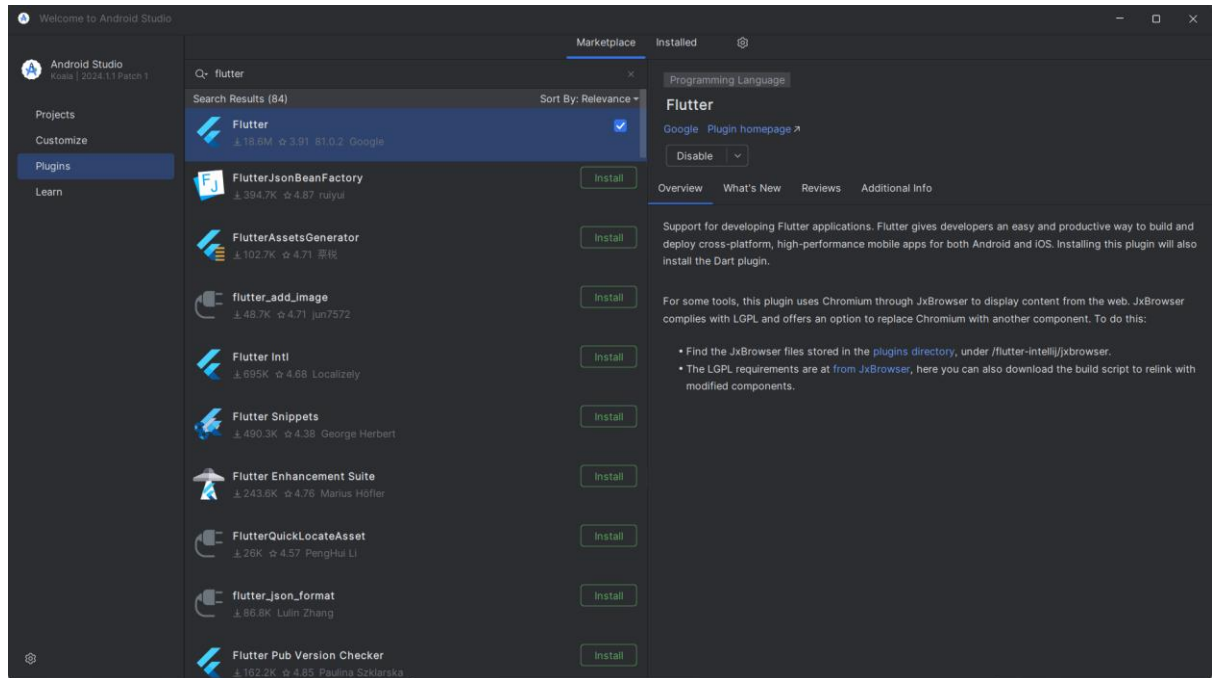 Welcome to Android Studio
Android Studio
Koala | 2024.1.1 Patch 1
Projects
Customize
Plugins
Learn
Marketplace
Installed
flutter
Search Results (84)
Sort By: Relevance
Flutter
18.6M 3.91 81.0.2 Google
FlutterJsonBeanFactory
394.7K 4.87 ruiyui
Install
FlutterAssetsGenerator
102.7K 4.71
Install
flutter_add_image
48.7K 4.71 jun7572
Install
Flutter Intl
695K 4.68 Localizely
Install
Flutter Snippets
490.3K 4.38 George Herbert
Install
Flutter Enhancement Suite
243.6K 4.76 Marius Höfler
Install
FlutterQuickLocateAsset
26K 4.57 PengHui Li
Install
flutter_json_format
86.8K Lulin Zhang
Install
Flutter Pub Version Checker
162.2K 4.85 Paulina Szklarska
Install
Programming Language
Flutter
Google Plugin homepage
Disable
Overview What's New Reviews Additional Info
Support for developing Flutter applications. Flutter gives developers an easy and productive way to build and
deploy cross-platform, high-performance mobile apps for both Android and iOS. Installing this plugin will also
install the Dart plugin.
For some tools, this plugin uses Chromium through JxBrowser to display content from the web. JxBrowser
complies with LGPL and offers an option to replace Chromium with another component. To do this:
• Find the JxBrowser files stored in the plugins directory, under /flutter-intellij/jxbrowser.
• The LGPL requirements are at from JxBrowser, here you can also download the build script to relink with
modified components.